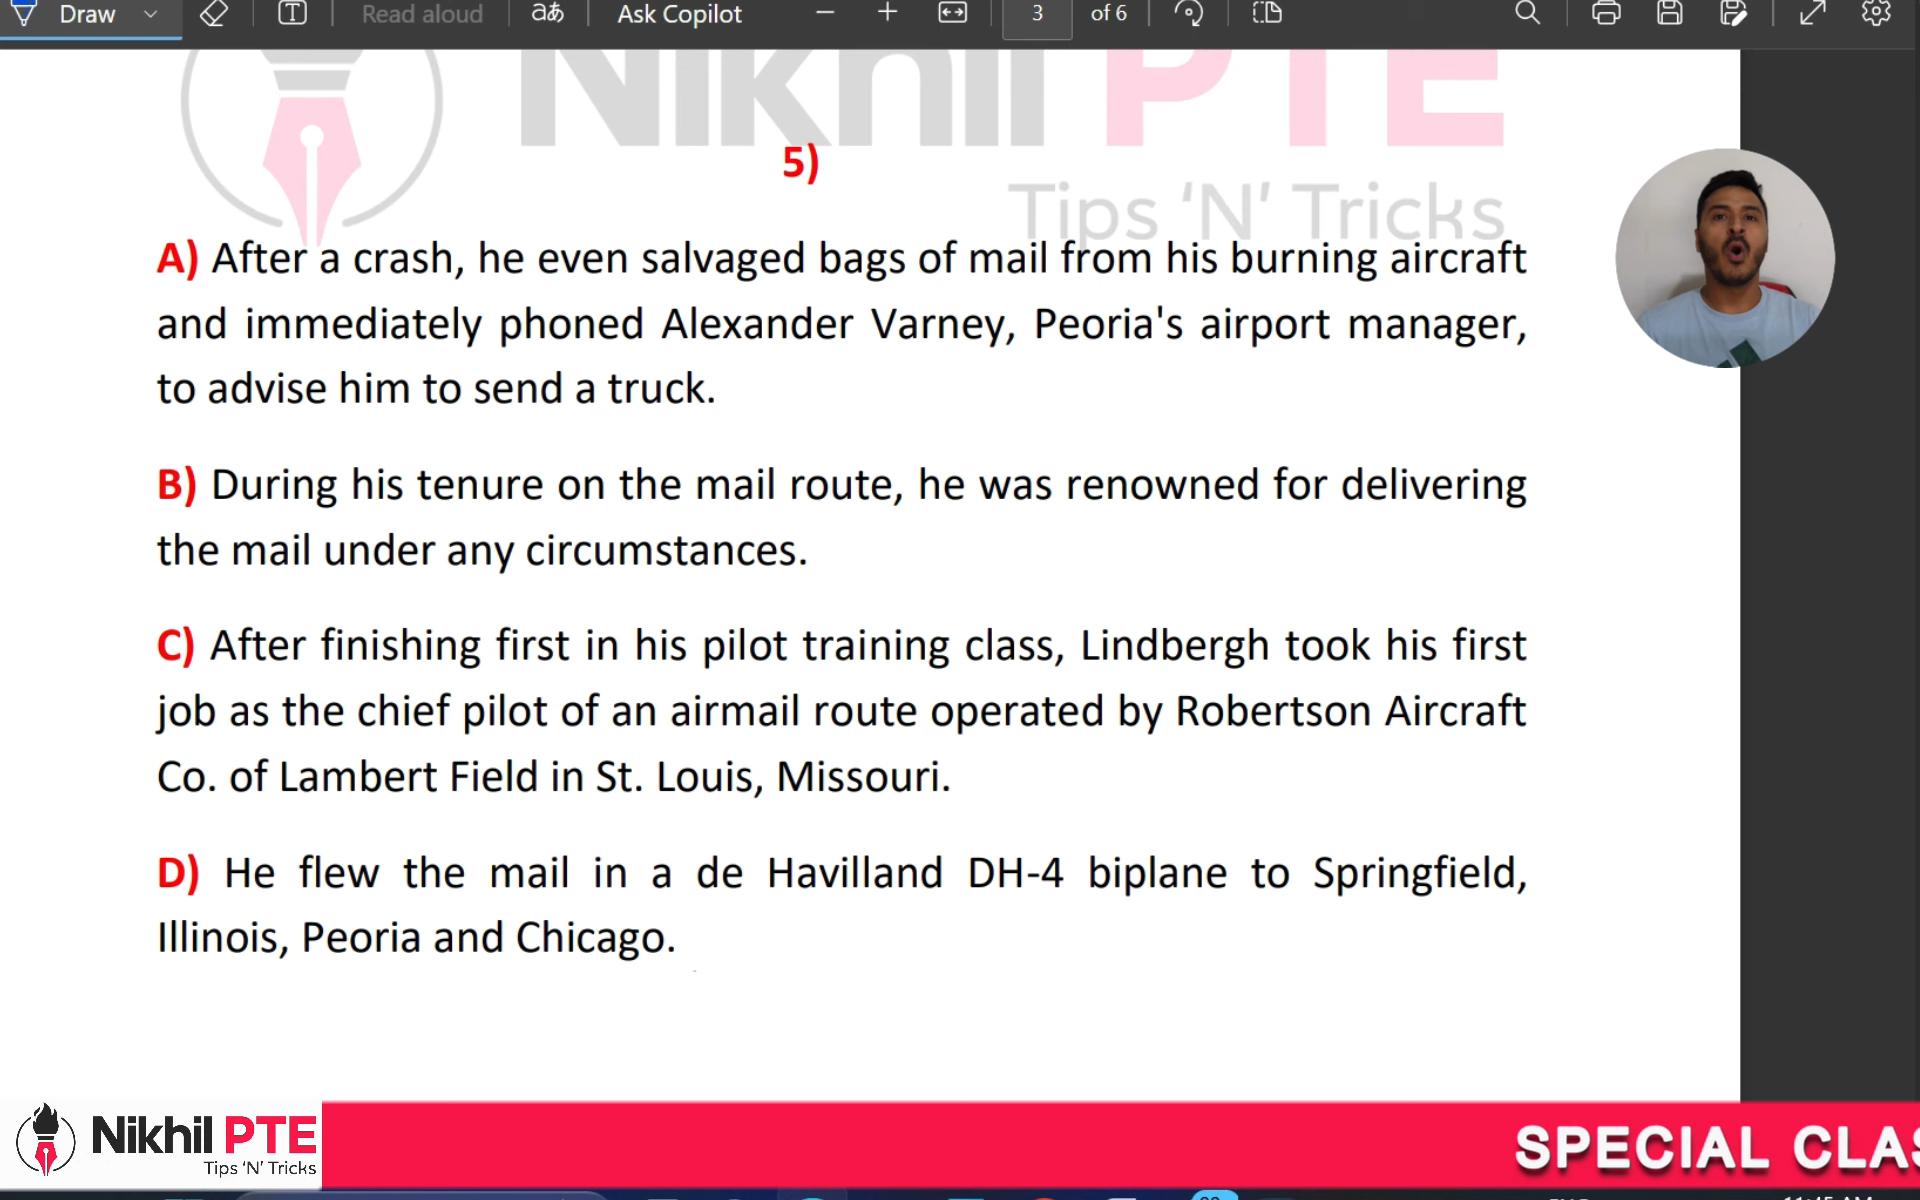 Draw
Read aloud
aあ
Ask Copilot
3
of 6
Nikhil PTE
Tips 'N' Tricks
5)
A) After a crash, he even salvaged bags of mail from his burning aircraft
and immediately phoned Alexander Varney, Peoria's airport manager,
to advise him to send a truck.
B) During his tenure on the mail route, he was renowned for delivering
the mail under any circumstances.
C) After finishing first in his pilot training class, Lindbergh took his first
job as the chief pilot of an airmail route operated by Robertson Aircraft
Co. of Lambert Field in St. Louis, Missouri.
D) He flew the mail in a de Havilland DH-4 biplane to Springfield,
Illinois, Peoria and Chicago.
Nikhil PTE
Tips 'N' Tricks
SPECIAL CLAS